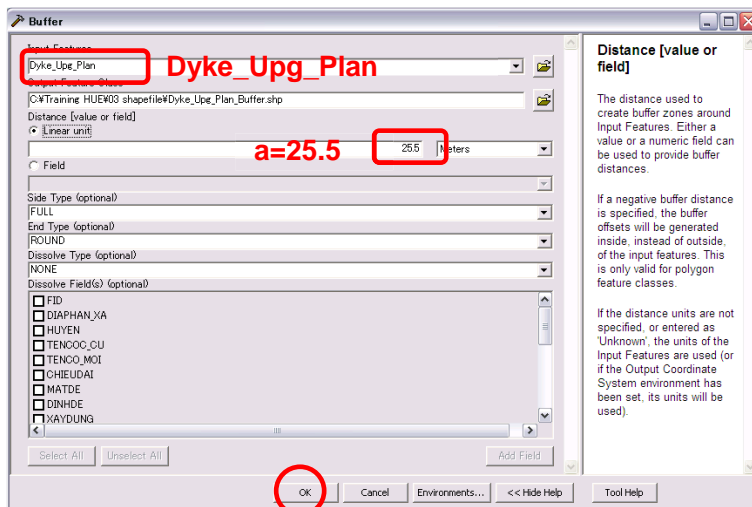 Buffer
Input Features
Dyke_Upg_Plan
Dyke_Upg_Plan
Output Feature Class
C:¥Training HUE¥03 shapefile¥Dyke_Upg_Plan_Buffer.shp
Distance [value or field]
Linear unit
a=25.5
25.5 Meters
Field
Side Type (optional)
FULL
End Type (optional)
ROUND
Dissolve Type (optional)
NONE
Dissolve Field(s) (optional)
FID
DIAPHAN_XA
HUYEN
TENCOC_CU
TENCO_MOI
CHIEUDAI
MATDE
DINHDE
XAYDUNG
Select All Unselect All Add Field
OK Cancel Environments... << Hide Help Tool Help
Distance [value or
field]
The distance used to
create buffer zones around
Input Features. Either a
value or a numeric field can
be used to provide buffer
distances.
If a negative buffer distance
is specified, the buffer
offsets will be generated
inside, instead of outside,
of the input features. This
is only valid for polygon
feature classes.
If the distance units are not
specified, or entered as
'Unknown', the units of the
Input Features are used (or
if the Output Coordinate
System environment has
been set, its units will be
used).